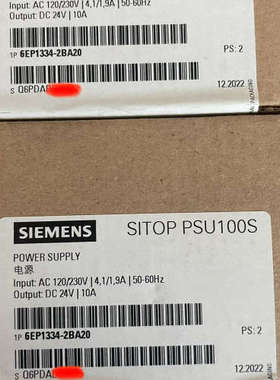 Input: AC 120/230V | 4,1/1,9A | 50-60Hz
Output: DC 24V | 10A
1P 6EP1334-2BA20
PS: 2
S Q6PDA
12.2022
SIEMENS
SITOP PSU100S
POWER SUPPLY
电源
Input: AC 120/230V | 4,1/1,9A | 50-60Hz
Output: DC 24V | 10A
1P 6EP1334-2BA20
PS: 2
S Q6PDA
12.2022